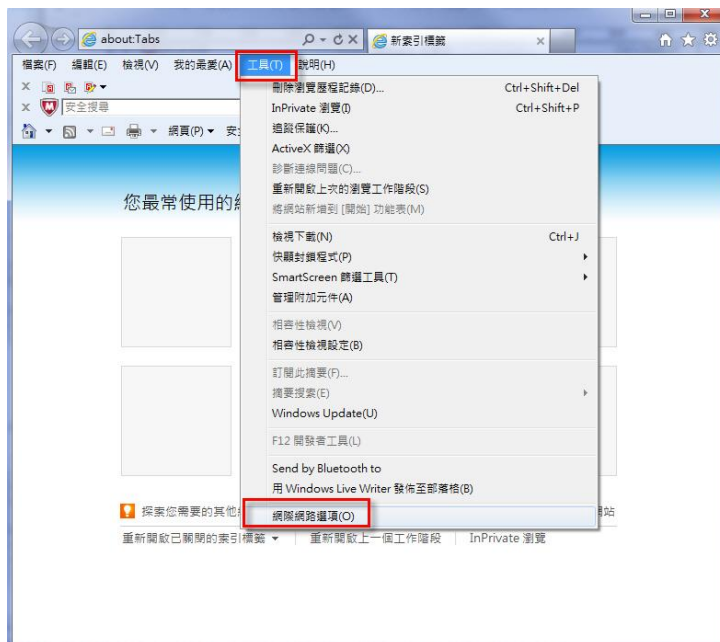 about:Tabs
新索引標籤
檔案(F) 編輯(E) 檢視(V) 我的最愛(A) 工具(T) 說明(H)
安全搜尋
網頁(P) 安
您最常使用的
刪除瀏覽歷程記錄(D)... Ctrl+Shift+Del
InPrivate 瀏覽(I) Ctrl+Shift+P
追蹤保護(K)...
ActiveX 篩選(X)
診斷連線問題(C)...
重新開啟上次的瀏覽工作階段(S)
將網站新增到 [開始] 功能表(M)
檢視下載(N) Ctrl+J
快顯封鎖程式(P)
SmartScreen 篩選工具(T)
管理附加元件(A)
相容性檢視(V)
相容性檢視設定(B)
訂閱此摘要(F)...
摘要搜索(E)
Windows Update(U)
F12 開發者工具(L)
Send by Bluetooth to
用 Windows Live Writer 發佈至部落格(B)
網際網路選項(O)
探索您需要的其他 站
重新開啟已關閉的索引標籤 重新開啟上一個工作階段 InPrivate 瀏覽